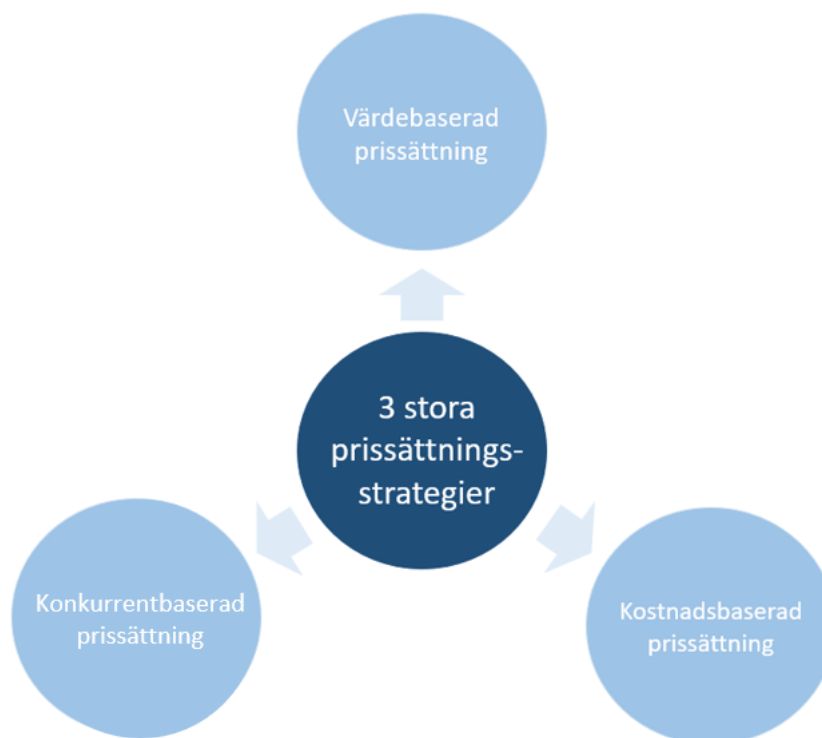 Värdebaserad
prissättning
3 stora
prissättnings-
strategier
Konkurrentbaserad
prissättning
Kostnadsbaserad
prissättning